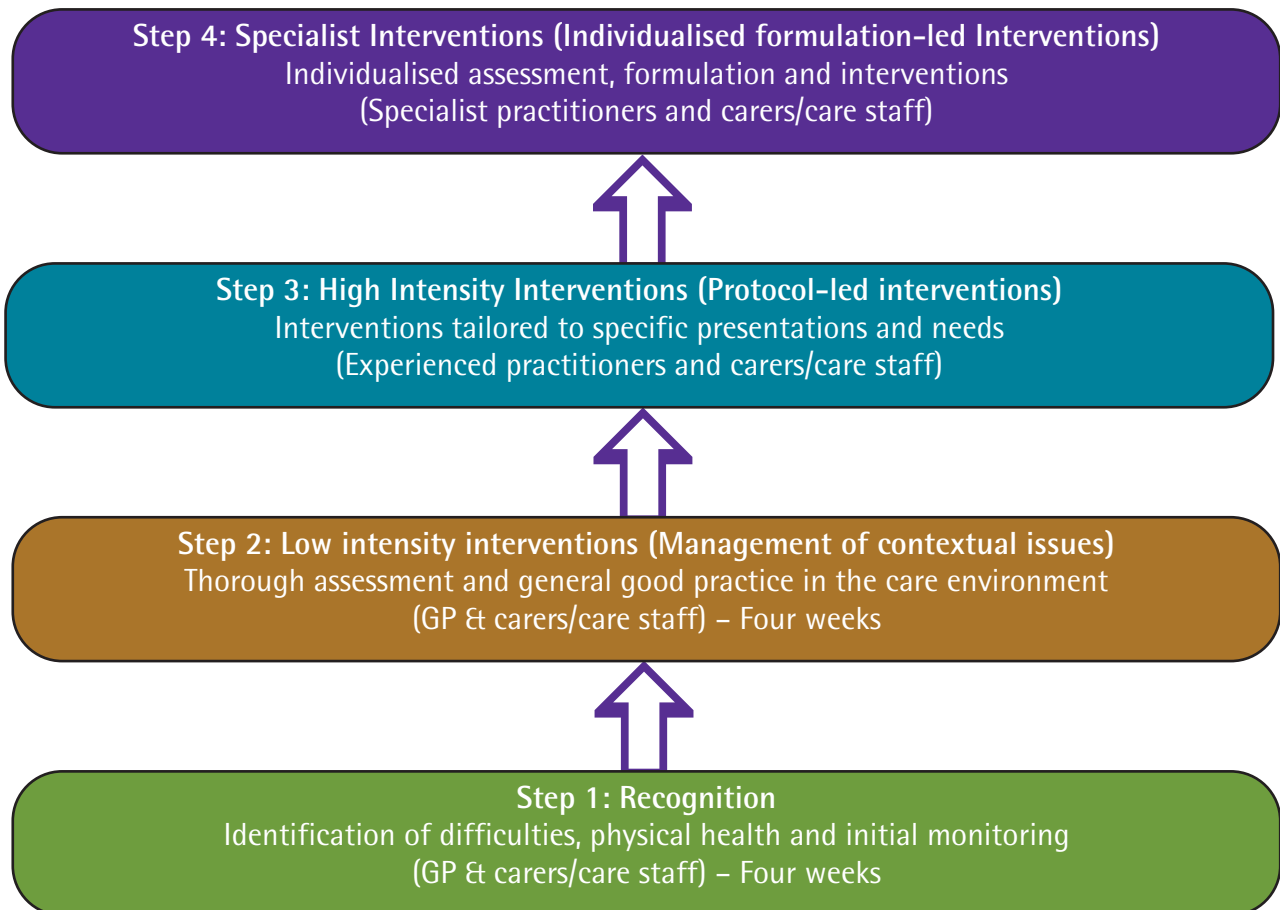 Step 4: Specialist Interventions (Individualised formulation-led Interventions)
Individualised assessment, formulation and interventions
(Specialist practitioners and carers/care staff)
Step 3: High Intensity Interventions (Protocol-led interventions)
Interventions tailored to specific presentations and needs
(Experienced practitioners and carers/care staff)
Step 2: Low intensity interventions (Management of contextual issues)
Thorough assessment and general good practice in the care environment
(GP & carers/care staff) – Four weeks
Step 1: Recognition
Identification of difficulties, physical health and initial monitoring
(GP & carers/care staff) – Four weeks